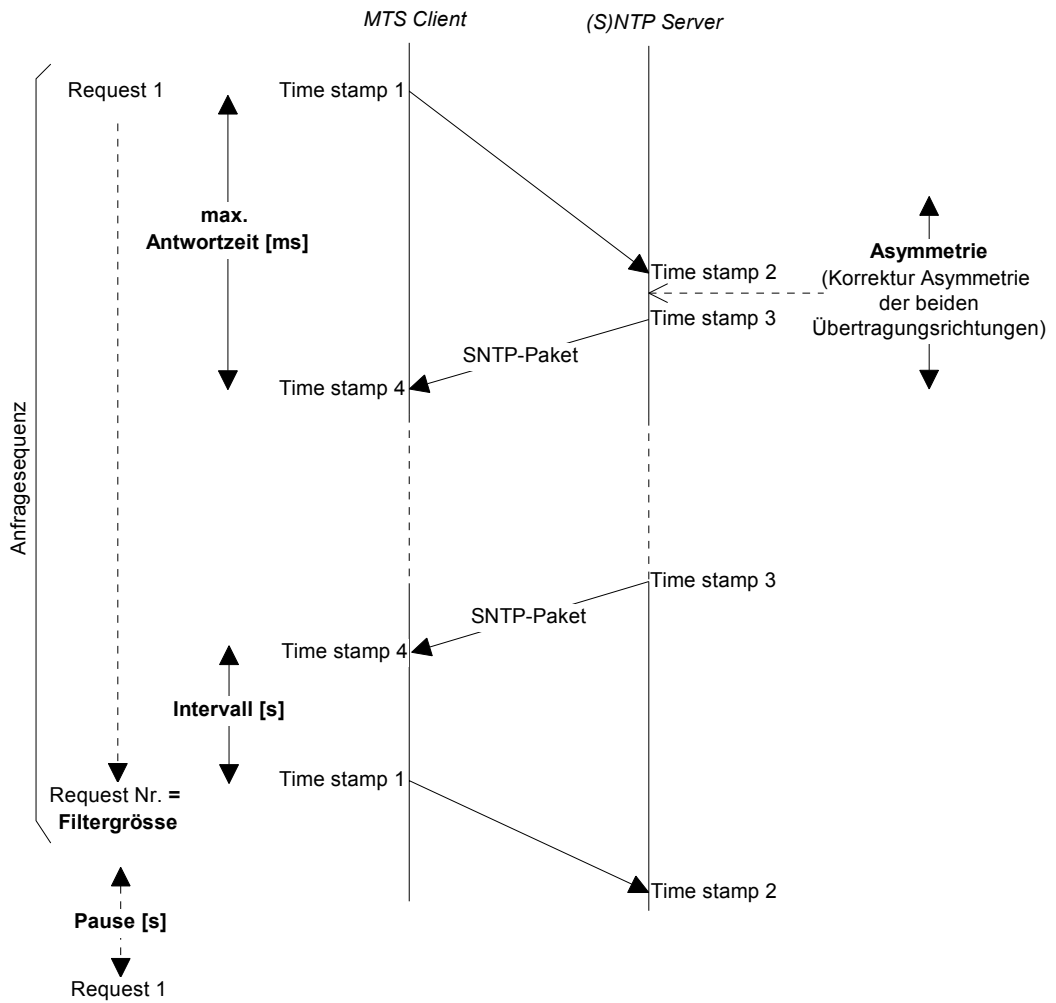 MTS Client
(S)NTP Server
Request 1
Time stamp 1
max.
Antwortzeit [ms]
Time stamp 2
Asymmetrie
(Korrektur Asymmetrie
der beiden
Übertragungsrichtungen)
Time stamp 3
SNTP-Paket
Time stamp 4
Anfragesequenz
Time stamp 3
SNTP-Paket
Time stamp 4
Intervall [s]
Time stamp 1
Request Nr. =
Filtergrösse
Time stamp 2
Pause [s]
Request 1